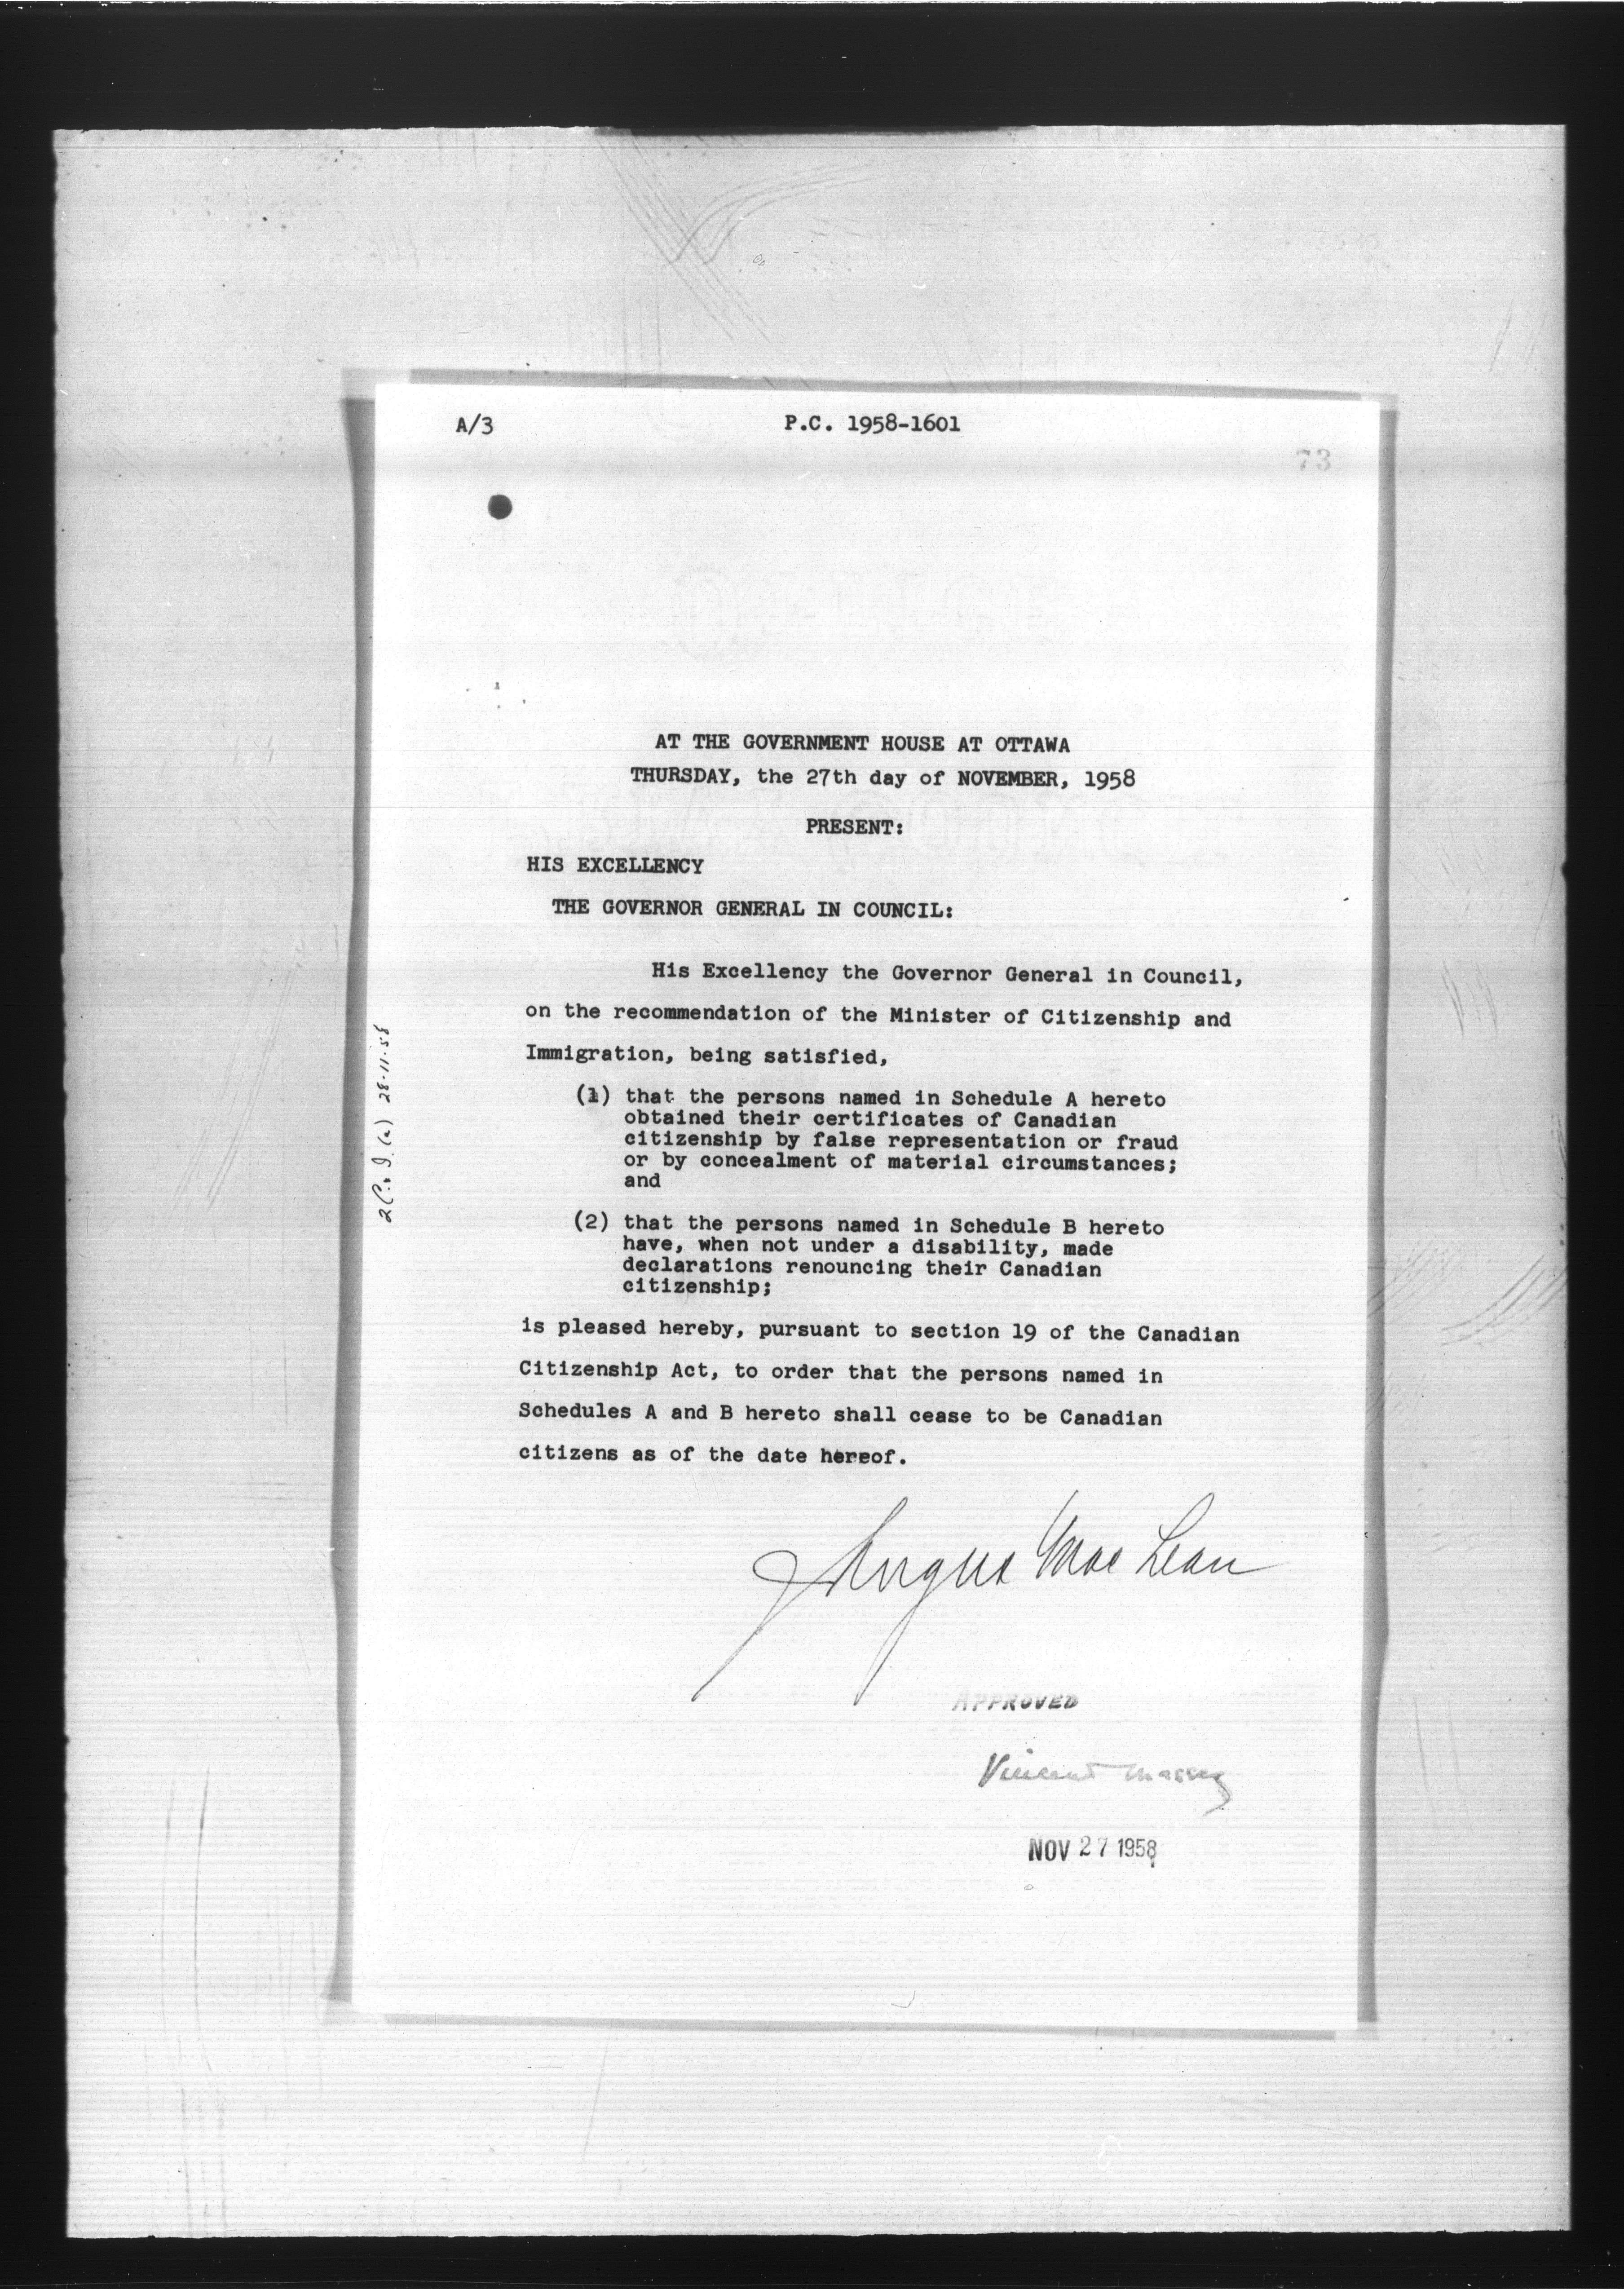 A/3 P.C. 1958-1601
73
AT THE GOVERNMENT HOUSE AT OTTAWA
THURSDAY, the 27th day of NOVEMBER, 1958
PRESENT:
HIS EXCELLENCY
THE GOVERNOR GENERAL IN COUNCIL:
His Excellency the Governor General in Council,
on the recommendation of the Minister of Citizenship and
Immigration, being satisfied,
(1) that the persons named in Schedule A hereto
obtained their certificates of Canadian
citizenship by false representation or fraud
or by concealment of material circumstances;
and
(2) that the persons named in Schedule B hereto
have, when not under a disability, made
declarations renouncing their Canadian
citizenship;
is pleased hereby, pursuant to section 19 of the Canadian
Citizenship Act, to order that the persons named in
Schedules A and B hereto shall cease to be Canadian
citizens as of the date hereof.
J Angus MacLean
APPROVED
Vincent Massey
NOV 27 1958
28-11-58